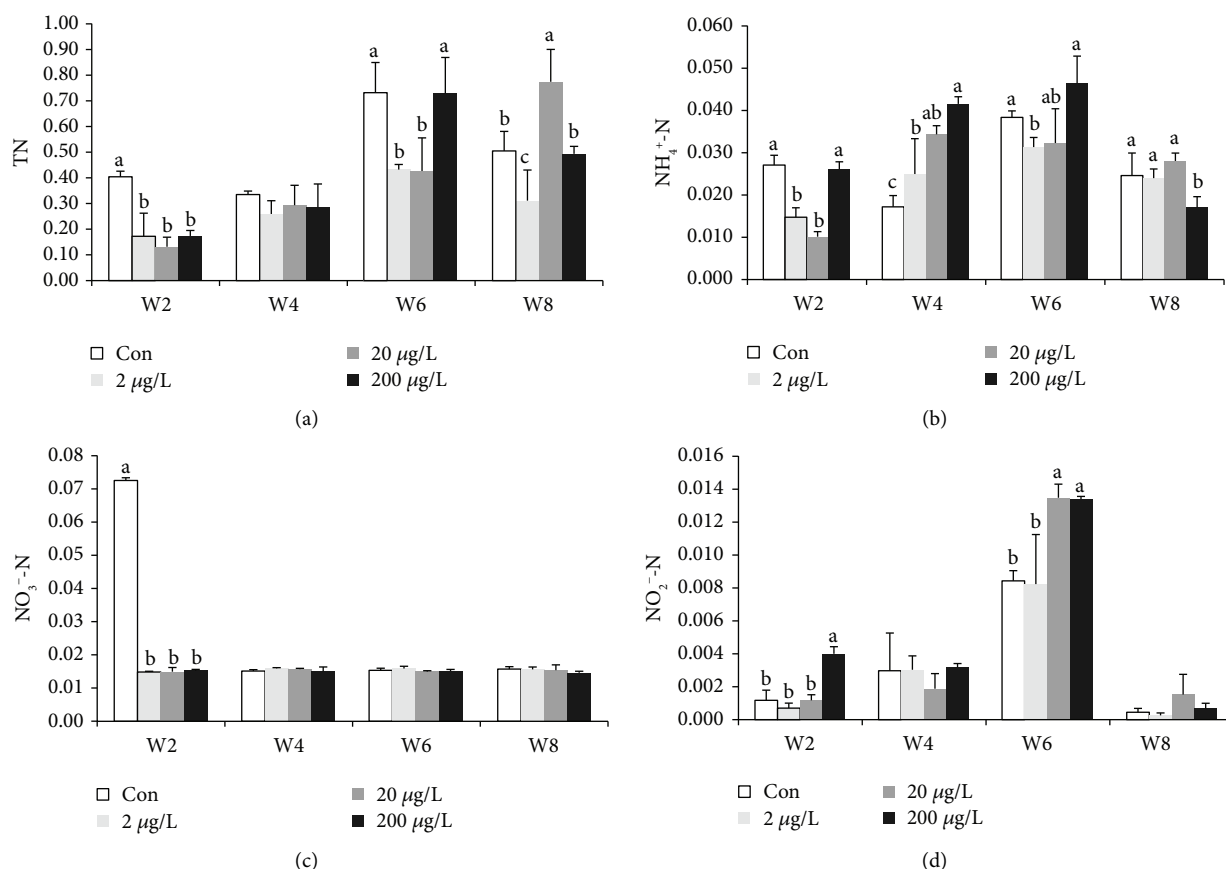 1.00
0.90
0.80
0.70
0.60
0.50
0.40
0.30
0.20
0.10
0.00
TN
a
b
b
b
a
b
b
a
b
c
a
b
W2 W4 W6 W8
Con 20 μg/L
2 μg/L 200 μg/L
(a)
0.060
0.050
0.040
0.030
0.020
0.010
0.000
NH₄⁺-N
a
b
b
a
c
b
ab
a
a
b
ab
a
a
a
a
b
W2 W4 W6 W8
Con 20 μg/L
2 μg/L 200 μg/L
(b)
0.08
0.07
0.06
0.05
0.04
0.03
0.02
0.01
0.00
NO₃⁻-N
a
b b b
W2 W4 W6 W8
Con 20 μg/L
2 μg/L 200 μg/L
(c)
0.016
0.014
0.012
0.010
0.008
0.006
0.004
0.002
0.000
NO₂⁻-N
b
b
b
a
b
b
a
a
W2 W4 W6 W8
Con 20 μg/L
2 μg/L 200 μg/L
(d)